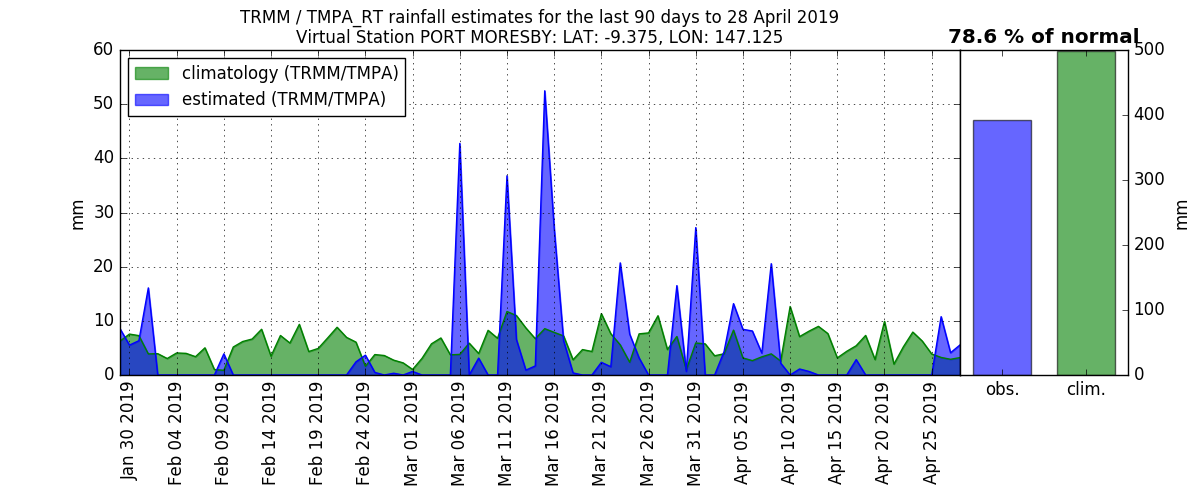 TRMM / TMPA_RT rainfall estimates for the last 90 days to 28 April 2019
Virtual Station PORT MORESBY: LAT: -9.375, LON: 147.125
78.6 % of normal
climatology (TRMM/TMPA)
estimated (TRMM/TMPA)
60
50
40
30
20
10
0
mm
Jan 30 2019
Feb 04 2019
Feb 09 2019
Feb 14 2019
Feb 19 2019
Feb 24 2019
Mar 01 2019
Mar 06 2019
Mar 11 2019
Mar 16 2019
Mar 21 2019
Mar 26 2019
Mar 31 2019
Apr 05 2019
Apr 10 2019
Apr 15 2019
Apr 20 2019
Apr 25 2019
obs.
clim.
500
400
300
200
100
0
mm